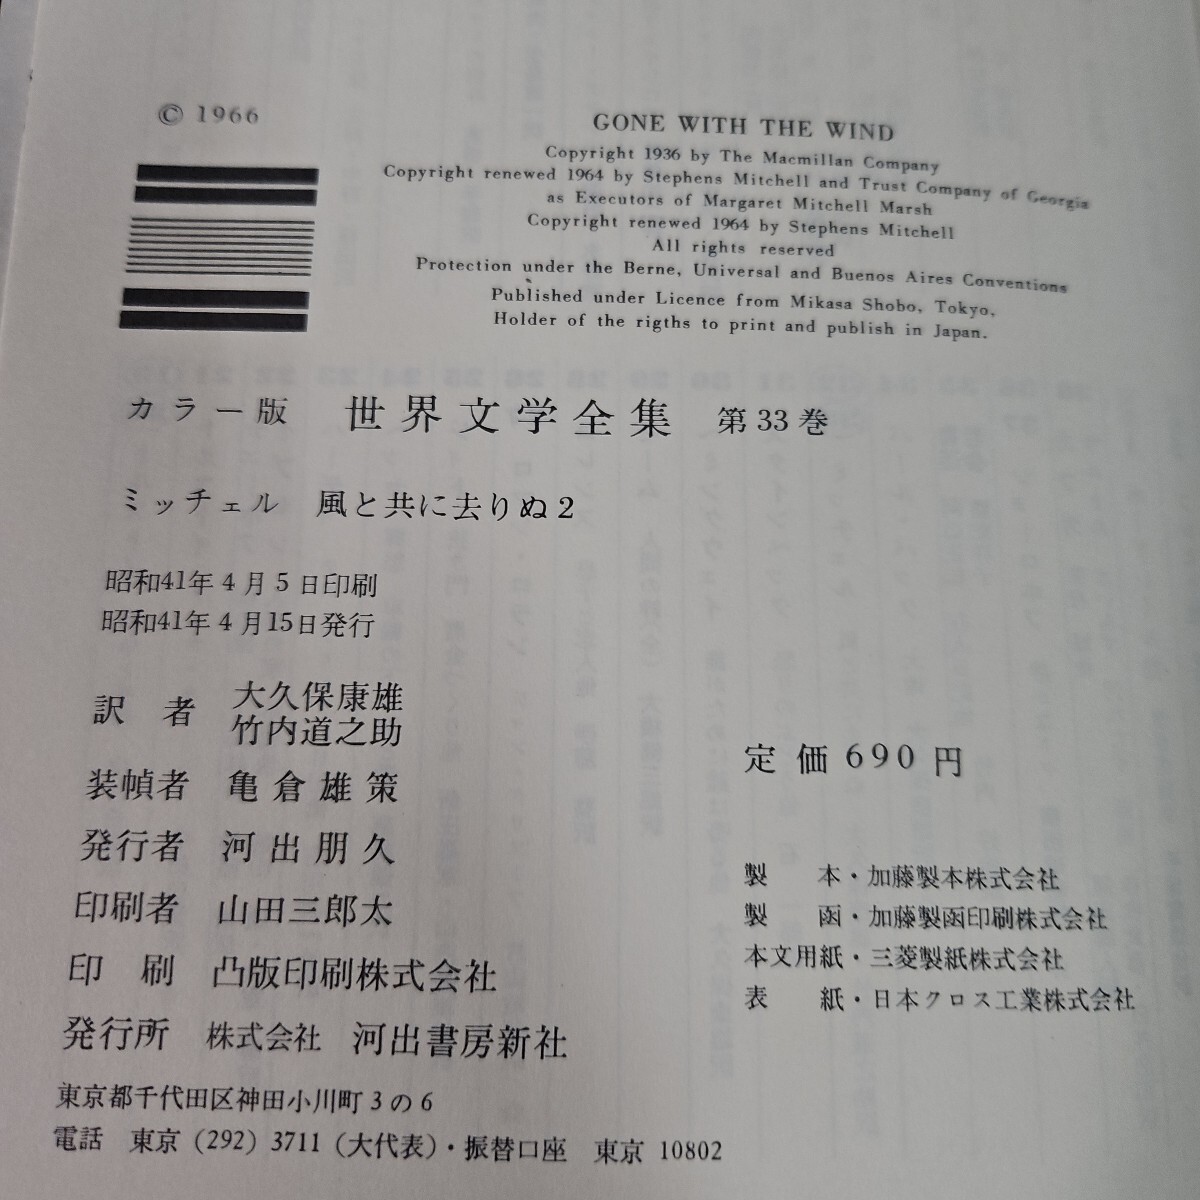 © 1966
GONE WITH THE WIND
Copyright 1936 by The Macmillan Company
Copyright renewed 1964 by Stephens Mitchell and Trust Company of Georgia
as Executors of Margaret Mitchell Marsh
Copyright renewed 1964 by Stephens Mitchell
All rights reserved
Protection under the Berne, Universal and Buenos Aires Conventions
Published under Licence from Mikasa Shobo, Tokyo,
Holder of the rigths to print and publish in Japan.
カラー版 世界文学全集 第33巻
ミッチェル 風と共に去りぬ2
昭和41年4月5日印刷
昭和41年4月15日発行
訳者 大久保康雄
竹内道之助
装幀者 亀倉雄策
発行者 河出朋久
印刷者 山田三郎太
印刷 凸版印刷株式会社
発行所 株式会社 河出書房新社
東京都千代田区神田小川町3の6
電話 東京(292)3711(大代表)・振替口座 東京 10802
定価690円
製本・加藤製本株式会社
製函・加藤製函印刷株式会社
本文用紙・三菱製紙株式会社
表紙・日本クロス工業株式会社